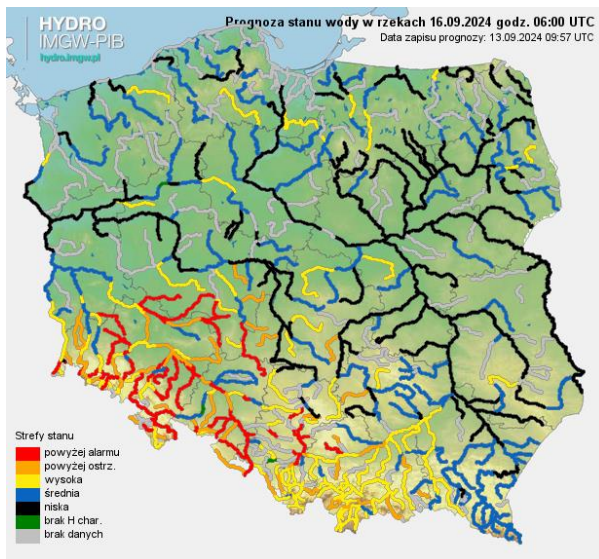 HYDRO
IMGW-PIB
hydro.imgw.pl
Prognoza stanu wody w rzekach 16.09.2024 godz. 06:00 UTC
Data zapisu prognozy: 13.09.2024 09:57 UTC
Strefy stanu
powyżej alarmu
powyżej ostrz.
wysoka
średnia
niska
brak H char.
brak danych